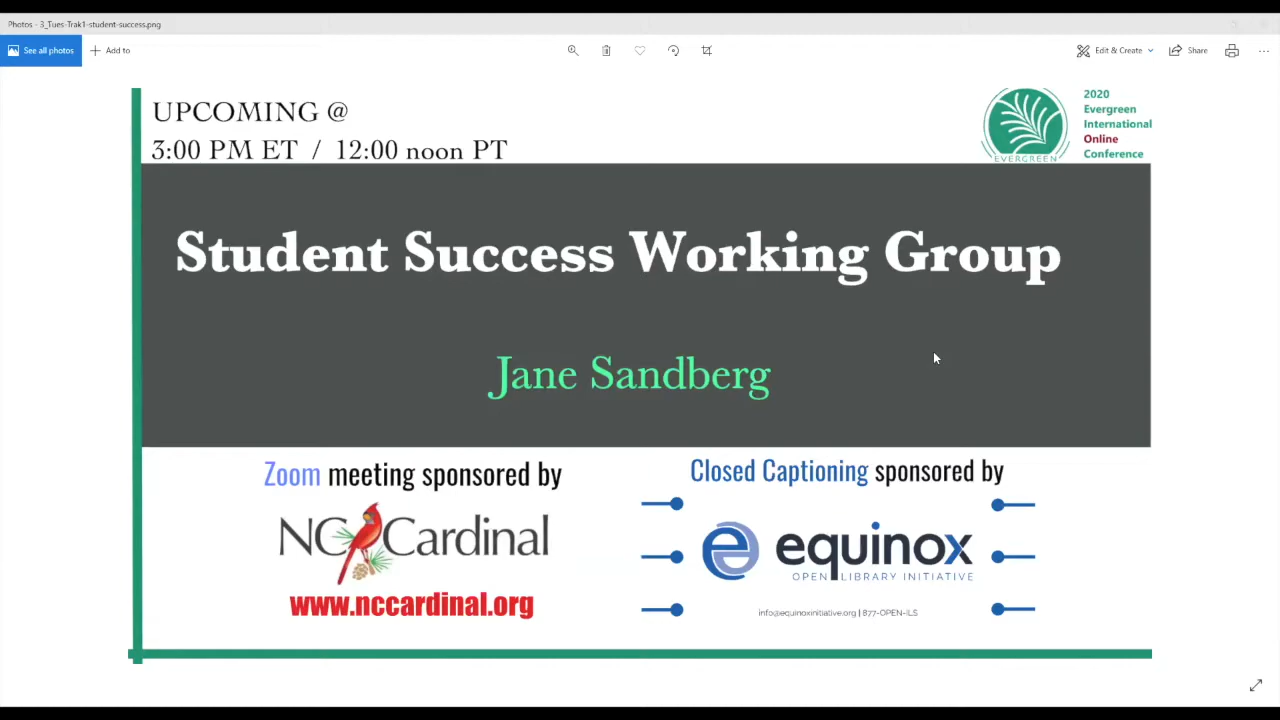 Photos - 3_Tues-Trak1-student-success.png
See all photos
Add to
Edit & Create
Share
UPCOMING @
3:00 PM ET / 12:00 noon PT
EVERGREEN
2020
Evergreen
International
Online
Conference
Student Success Working Group
Jane Sandberg
Zoom meeting sponsored by
NC Cardinal
www.nccardinal.org
Closed Captioning sponsored by
equinox
OPEN LIBRARY INITIATIVE
info@equinoxinitiative.org | 877-OPEN-ILS